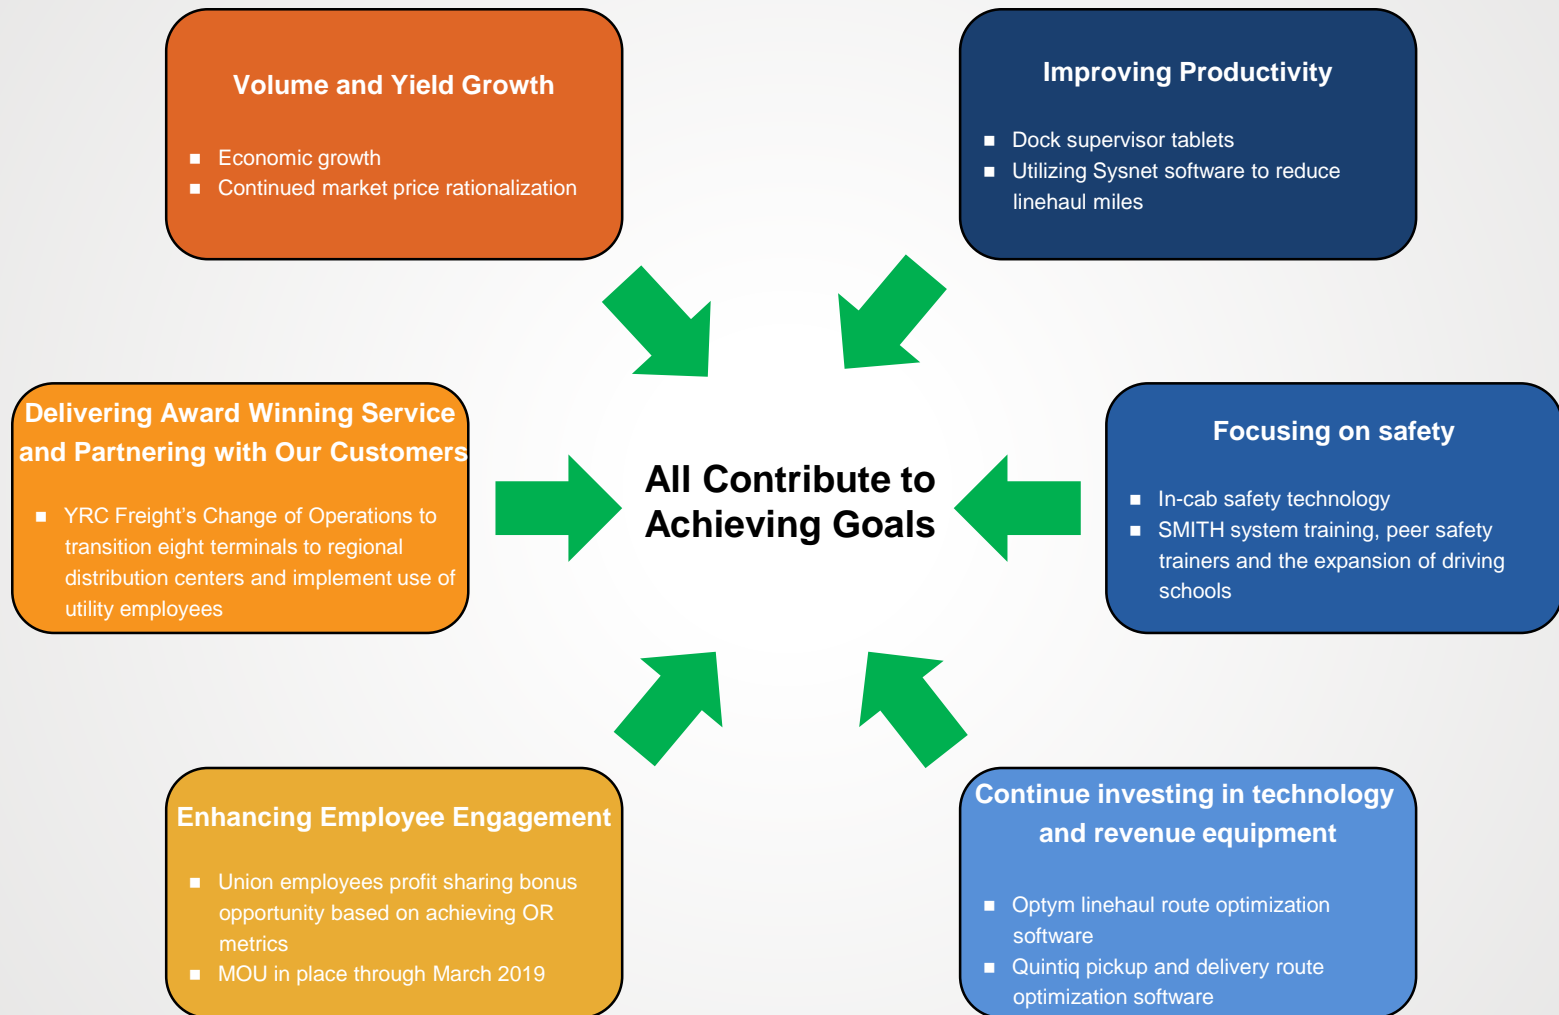 Volume and Yield Growth
■ Economic growth
■ Continued market price rationalization
Improving Productivity
■ Dock supervisor tablets
■ Utilizing Sysnet software to reduce
linehaul miles
Delivering Award Winning Service
and Partnering with Our Customers
■ YRC Freight's Change of Operations to
transition eight terminals to regional
distribution centers and implement use of
utility employees
All Contribute to
Achieving Goals
Focusing on safety
■ In-cab safety technology
■ SMITH system training, peer safety
trainers and the expansion of driving
schools
Enhancing Employee Engagement
■ Union employees profit sharing bonus
opportunity based on achieving OR
metrics
■ MOU in place through March 2019
Continue investing in technology
and revenue equipment
■ Optym linehaul route optimization
software
■ Quintiq pickup and delivery route
optimization software